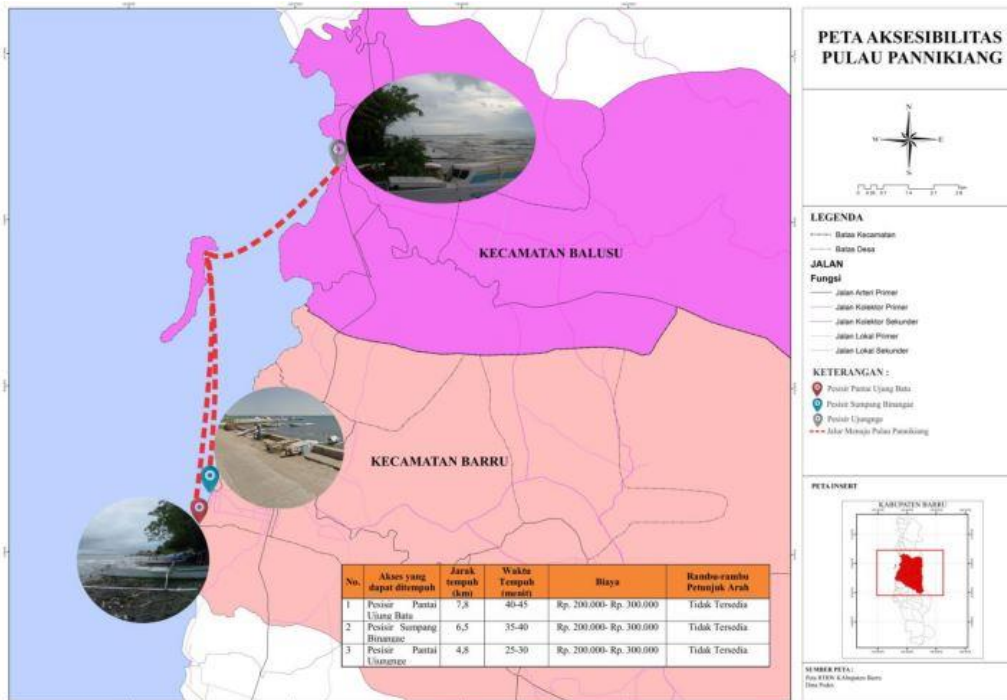 PETA AKSESIBILITAS
PULAU PANNIKIANG
N
W E
S
LEGENDA
Batas Kecamatan
Batas Desa
JALAN
Fungsi
Jalan Arteri Primer
Jalan Kolektor Primer
Jalan Kolektor Sekunder
Jalan Lokal Primer
Jalan Lokal Sekunder
KETERANGAN :
Pesisir Pantai Ujung Batu
Pesisir Sumpang Binangae
Pesisir Ujungnge
Jalur Menuju Pulau Pannikiang
PETA INSERT
KABUPATEN BARRU
SUMBER PETA :
Peta RTRW KABupaten Barru
KECAMATAN BALUSU
KECAMATAN BARRU
No. Akses yang dapat ditempuh Jarak tempuh (km) Waktu Tempuh (menit) Biaya Rambu-rambu Petunjuk Arah
1 Pesisir Pantai Ujung Batu 7,8 40-45 Rp. 200.000- Rp. 300.000 Tidak Tersedia
2 Pesisir Sumpang Binangae 6,5 35-40 Rp. 200.000- Rp. 300.000 Tidak Tersedia
3 Pesisir Pantai Ujungnge 4,8 25-30 Rp. 200.000- Rp. 300.000 Tidak Tersedia